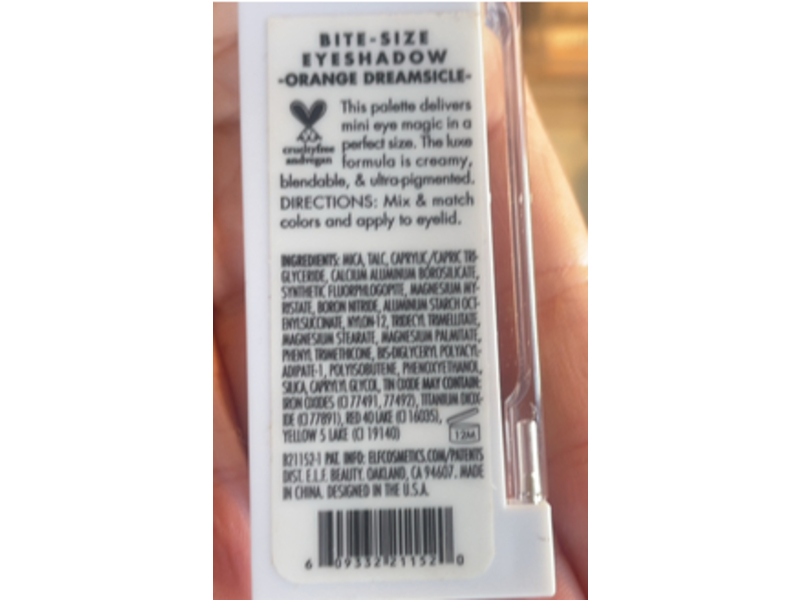 BITE-SIZE
EYESHADOW
-ORANGE DREAMSICLE-
This palette delivers
mini eye magic in a
perfect size. The luxe
formula is creamy,
blendable, & ultra-pigmented.
crueltyfree
andvegan
DIRECTIONS: Mix & match
colors and apply to eyelid.
INGREDIENTS: MICA, TALC, CAPRYLIC/CAPRIC TRI-
GLYCERIDE, CALCIUM ALUMINUM BOROSILICATE,
SYNTHETIC FLUORPHLOGOPITE, MAGNESIUM MY-
RISTATE, BORON NITRIDE, ALUMINUM STARCH OCT-
ENYLSUCCINATE, NYLON-12, TRIDECYL TRIMELLITATE,
MAGNESIUM STEARATE, MAGNESIUM PALMITATE,
PHENYL TRIMETHICONE, BIS-DIGLYCERYL POLYACYL-
ADIPATE-1, POLYISOBUTENE, PHENOXYETHANOL,
SILICA, CAPRYLYL GLYCOL, TIN OXIDE MAY CONTAIN:
IRON OXIDES (CI 77491, 77492), TITANIUM DIOX-
IDE (CI 77891), RED 40 LAKE (CI 16035),
YELLOW 5 LAKE (CI 19140)
12M
B21152-1 PAT. INFO: ELFCOSMETICS.COM/PATENTS
DIST. E.L.F. BEAUTY. OAKLAND, CA 94607. MADE
IN CHINA. DESIGNED IN THE U.S.A.
6 09332 21152 0